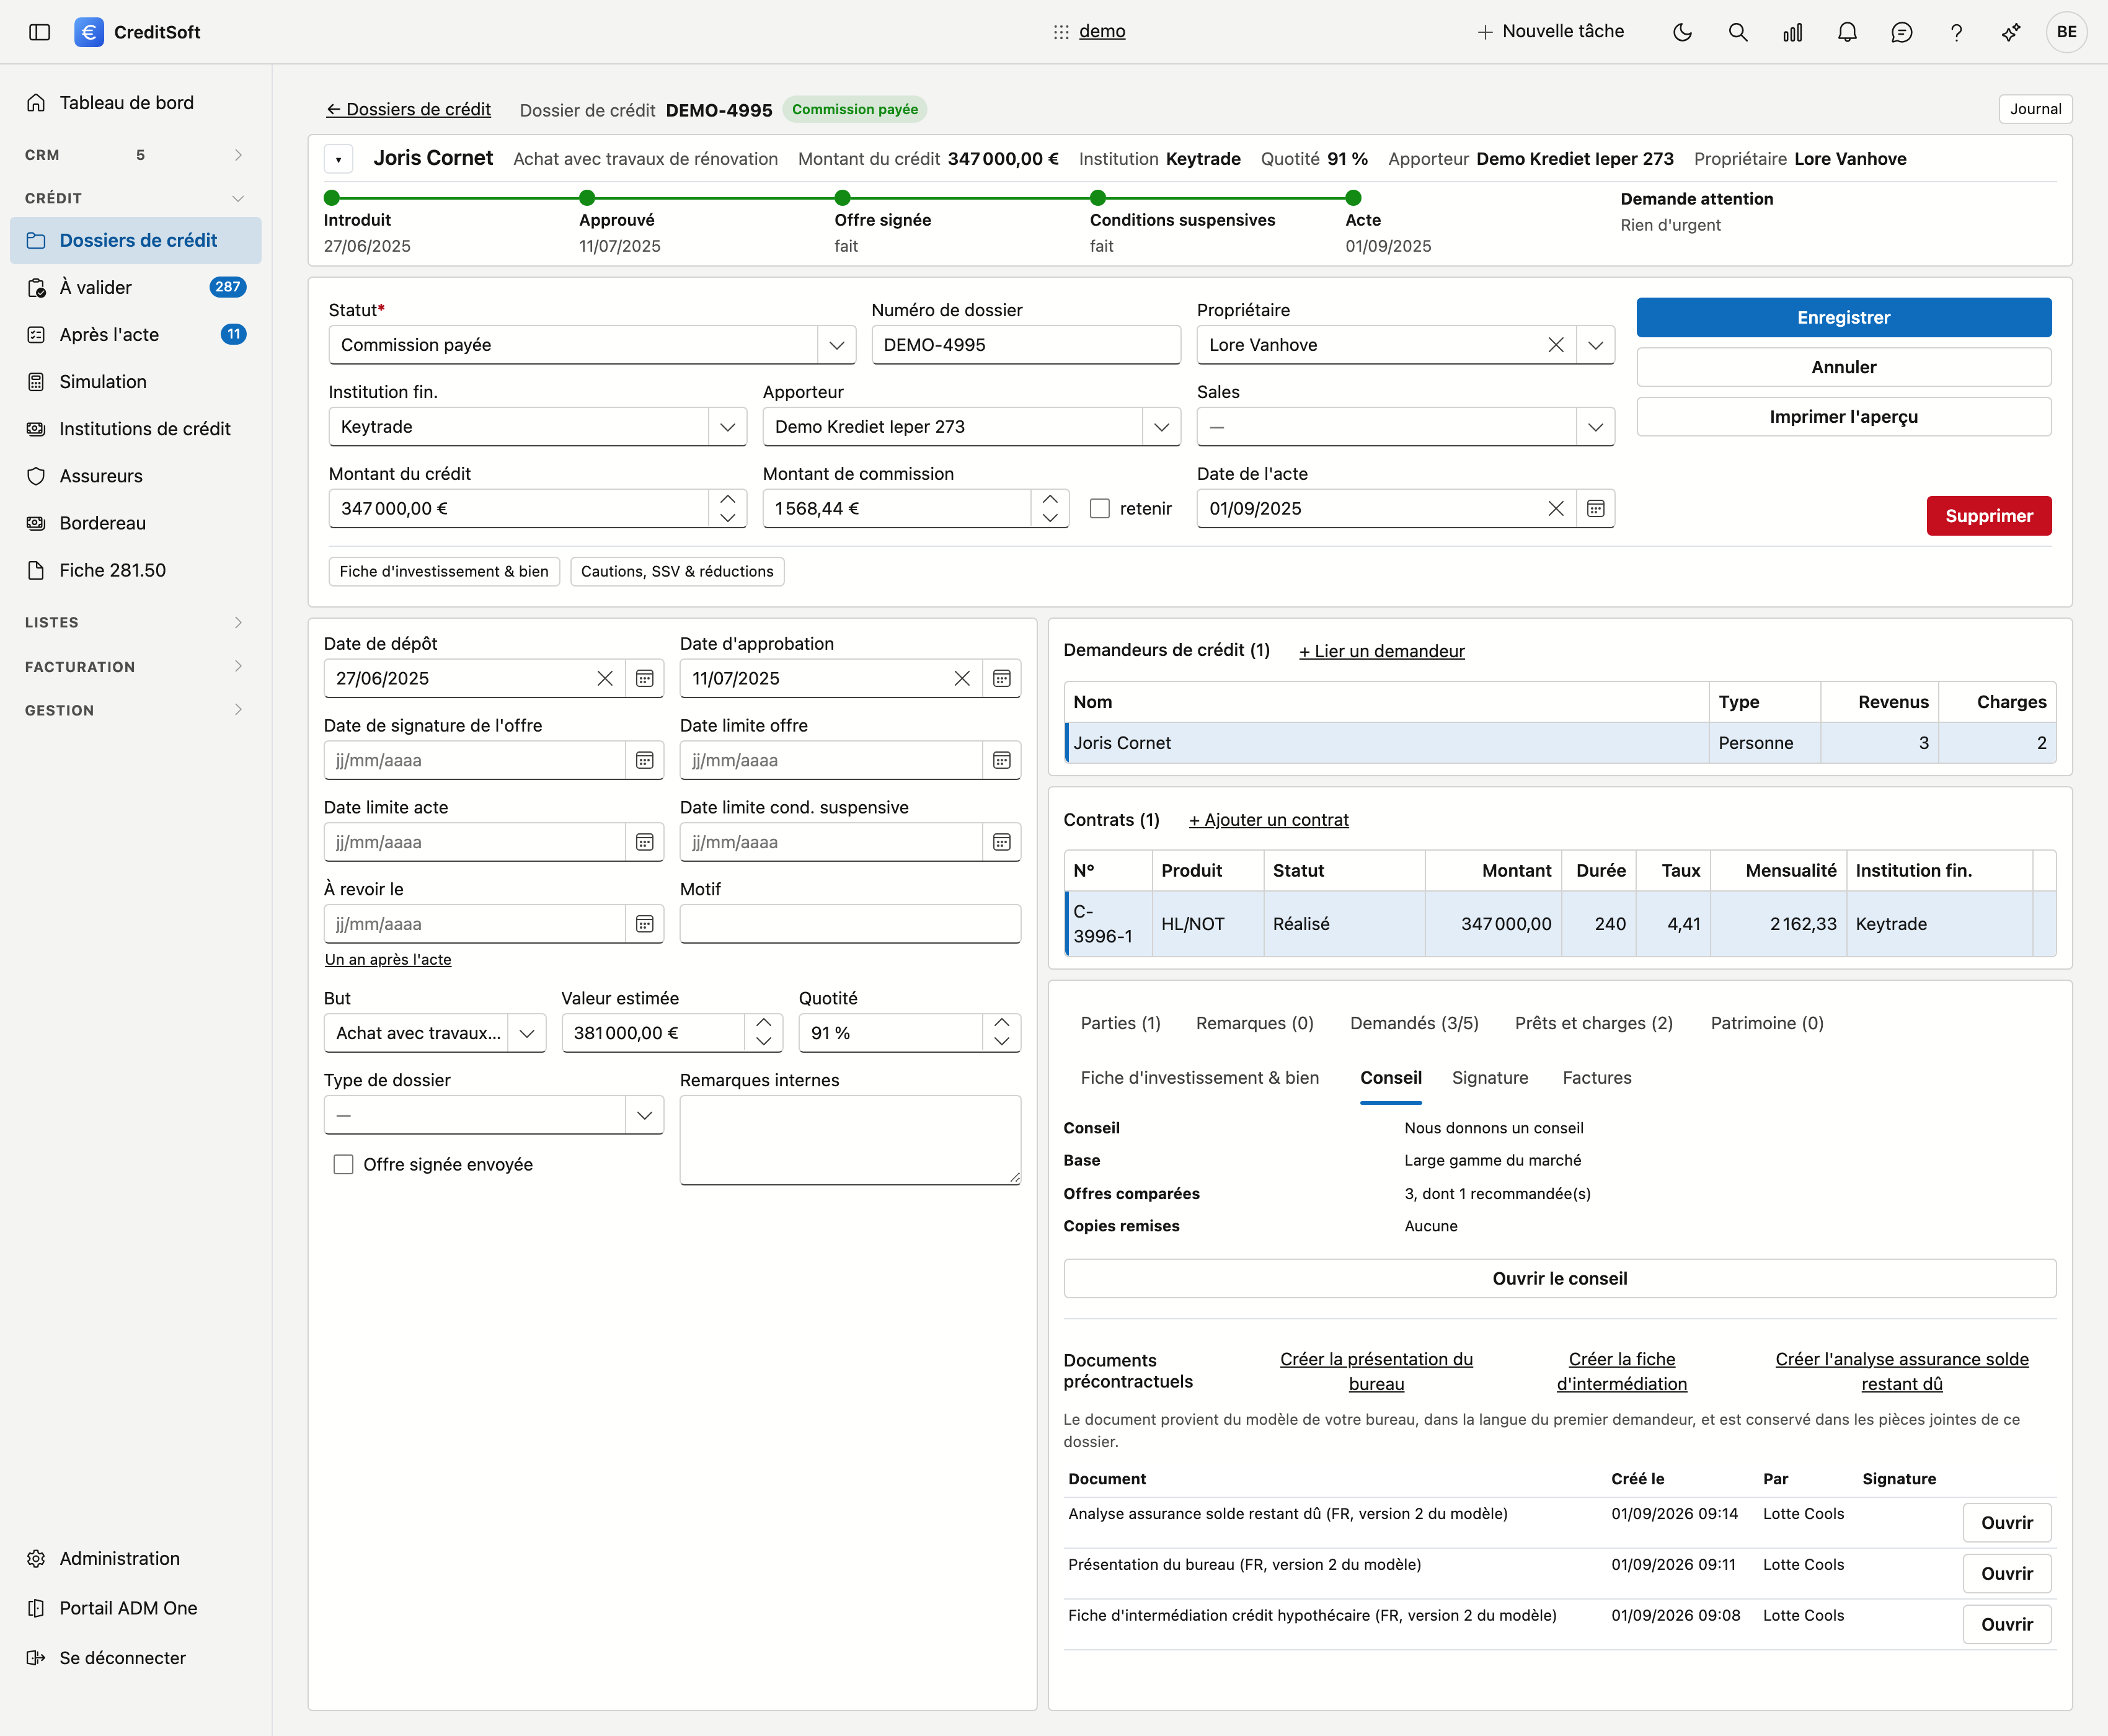 CreditSoft
demo
Nouvelle tâche
BE
Tableau de bord
CRM 5
CRÉDIT
Dossiers de crédit
À valider 287
Après l'acte 11
Simulation
Institutions de crédit
Assureurs
Bordereau
Fiche 281.50
LISTES
FACTURATION
GESTION
Administration
Portail ADM One
Se déconnecter
← Dossiers de crédit Dossier de crédit DEMO-4995 Commission payée Journal
Joris Cornet Achat avec travaux de rénovation Montant du crédit 347 000,00 € Institution Keytrade Quotité 91 % Apporteur Demo Krediet Ieper 273 Propriétaire Lore Vanhove
Introduit Approuvé Offre signée Conditions suspensives Acte
27/06/2025 11/07/2025 fait fait 01/09/2025
Demande attention
Rien d'urgent
Statut* Numéro de dossier Propriétaire
Commission payée DEMO-4995 Lore Vanhove
Institution fin. Apporteur Sales
Keytrade Demo Krediet Ieper 273 —
Montant du crédit Montant de commission Date de l'acte
347 000,00 € 1 568,44 € retenir 01/09/2025
Enregistrer
Annuler
Imprimer l'aperçu
Supprimer
Fiche d'investissement & bien Cautions, SSV & réductions
Date de dépôt Date d'approbation
27/06/2025 11/07/2025
Date de signature de l'offre Date limite offre
jj/mm/aaaa jj/mm/aaaa
Date limite acte Date limite cond. suspensive
jj/mm/aaaa jj/mm/aaaa
À revoir le Motif
jj/mm/aaaa
Un an après l'acte
But Valeur estimée Quotité
Achat avec travaux... 381 000,00 € 91 %
Type de dossier Remarques internes
—
Offre signée envoyée
Demandeurs de crédit (1) + Lier un demandeur
Nom Type Revenus Charges
Joris Cornet Personne 3 2
Contrats (1) + Ajouter un contrat
N° Produit Statut Montant Durée Taux Mensualité Institution fin.
C-
3996-1 HL/NOT Réalisé 347 000,00 240 4,41 2 162,33 Keytrade
Parties (1) Remarques (0) Demandés (3/5) Prêts et charges (2) Patrimoine (0)
Fiche d'investissement & bien Conseil Signature Factures
Conseil Nous donnons un conseil
Base Large gamme du marché
Offres comparées 3, dont 1 recommandée(s)
Copies remises Aucune
Ouvrir le conseil
Documents
précontractuels
Créer la présentation du
bureau
Créer la fiche
d'intermédiation
Créer l'analyse assurance solde
restant dû
Le document provient du modèle de votre bureau, dans la langue du premier demandeur, et est conservé dans les pièces jointes de ce
dossier.
Document Créé le Par Signature
Analyse assurance solde restant dû (FR, version 2 du modèle) 01/09/2026 09:14 Lotte Cools Ouvrir
Présentation du bureau (FR, version 2 du modèle) 01/09/2026 09:11 Lotte Cools Ouvrir
Fiche d'intermédiation crédit hypothécaire (FR, version 2 du modèle) 01/09/2026 09:08 Lotte Cools Ouvrir